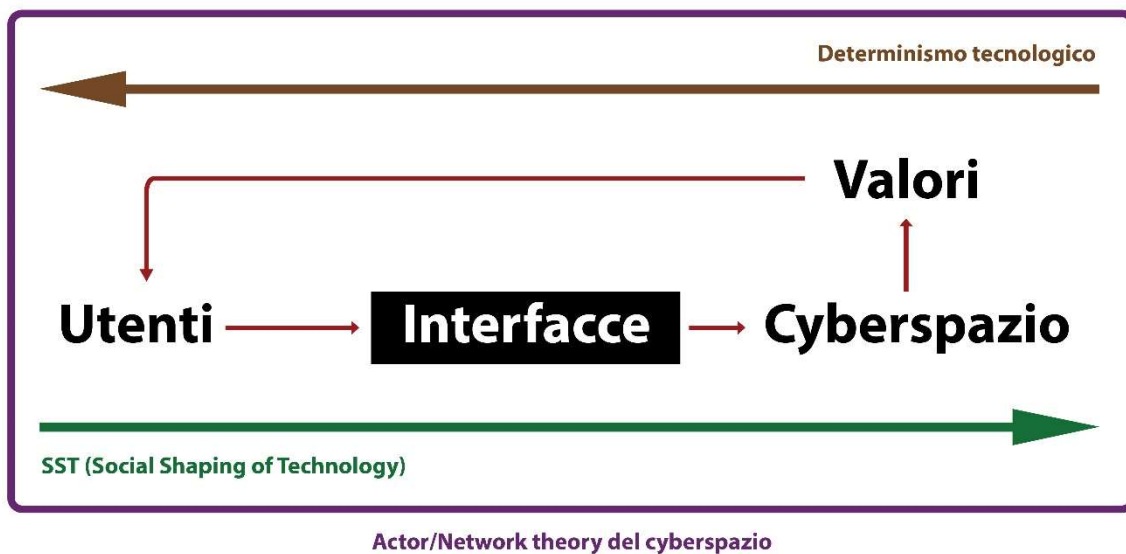 Determinismo tecnologico
Valori
Utenti
Interfacce
Cyberspazio
SST (Social Shaping of Technology)
Actor/Network theory del cyberspazio